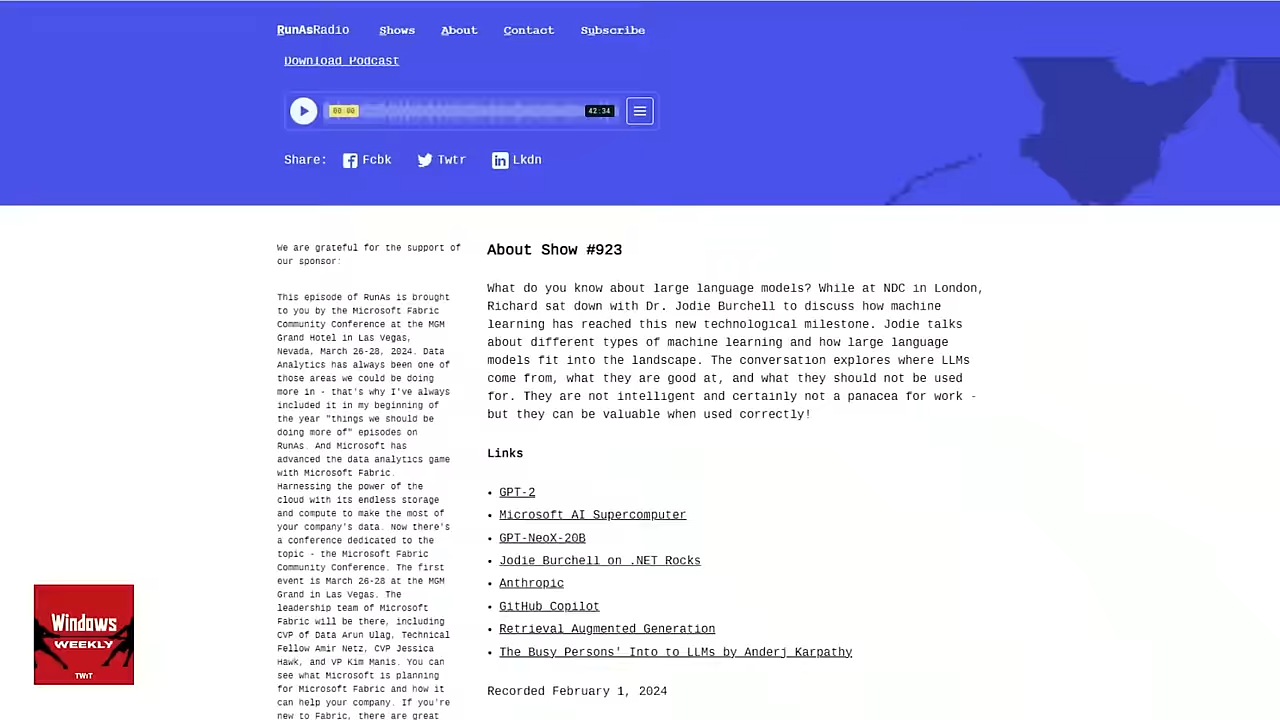 RunAsRadio Shows About Contact Subscribe
Download Podcast
00 00 42:34
Share: Fcbk Twtr Lkdn
We are grateful for the support of
our sponsor:
This episode of RunAs is brought
to you by the Microsoft Fabric
Community Conference at the MGM
Grand Hotel in Las Vegas,
Nevada, March 26-28, 2024. Data
Analytics has always been one of
those areas we could be doing
more in - that's why I've always
included it in my beginning of
the year "things we should be
doing more of" episodes on
RunAs. And Microsoft has
advanced the data analytics game
with Microsoft Fabric.
Harnessing the power of the
cloud with its endless storage
and compute to make the most of
your company's data. Now there's
a conference dedicated to the
topic - the Microsoft Fabric
Community Conference. The first
event is March 26-28 at the MGM
Grand in Las Vegas. The
leadership team of Microsoft
Fabric will be there, including
CVP of Data Arun Ulag, Technical
Fellow Amir Netz, CVP Jessica
Hawk, and VP Kim Manis. You can
see what Microsoft is planning
for Microsoft Fabric and how it
can help your company. If you're
new to Fabric, there are great
About Show #923
What do you know about large language models? While at NDC in London,
Richard sat down with Dr. Jodie Burchell to discuss how machine
learning has reached this new technological milestone. Jodie talks
about different types of machine learning and how large language
models fit into the landscape. The conversation explores where LLMs
come from, what they are good at, and what they should not be used
for. They are not intelligent and certainly not a panacea for work -
but they can be valuable when used correctly!
Links
• GPT-2
• Microsoft AI Supercomputer
• GPT-NeoX-20B
• Jodie Burchell on .NET Rocks
• Anthropic
• GitHub Copilot
• Retrieval Augmented Generation
• The Busy Persons' Into to LLMs by Anderj Karpathy
Recorded February 1, 2024
Windows
WEEKLY
TWiT